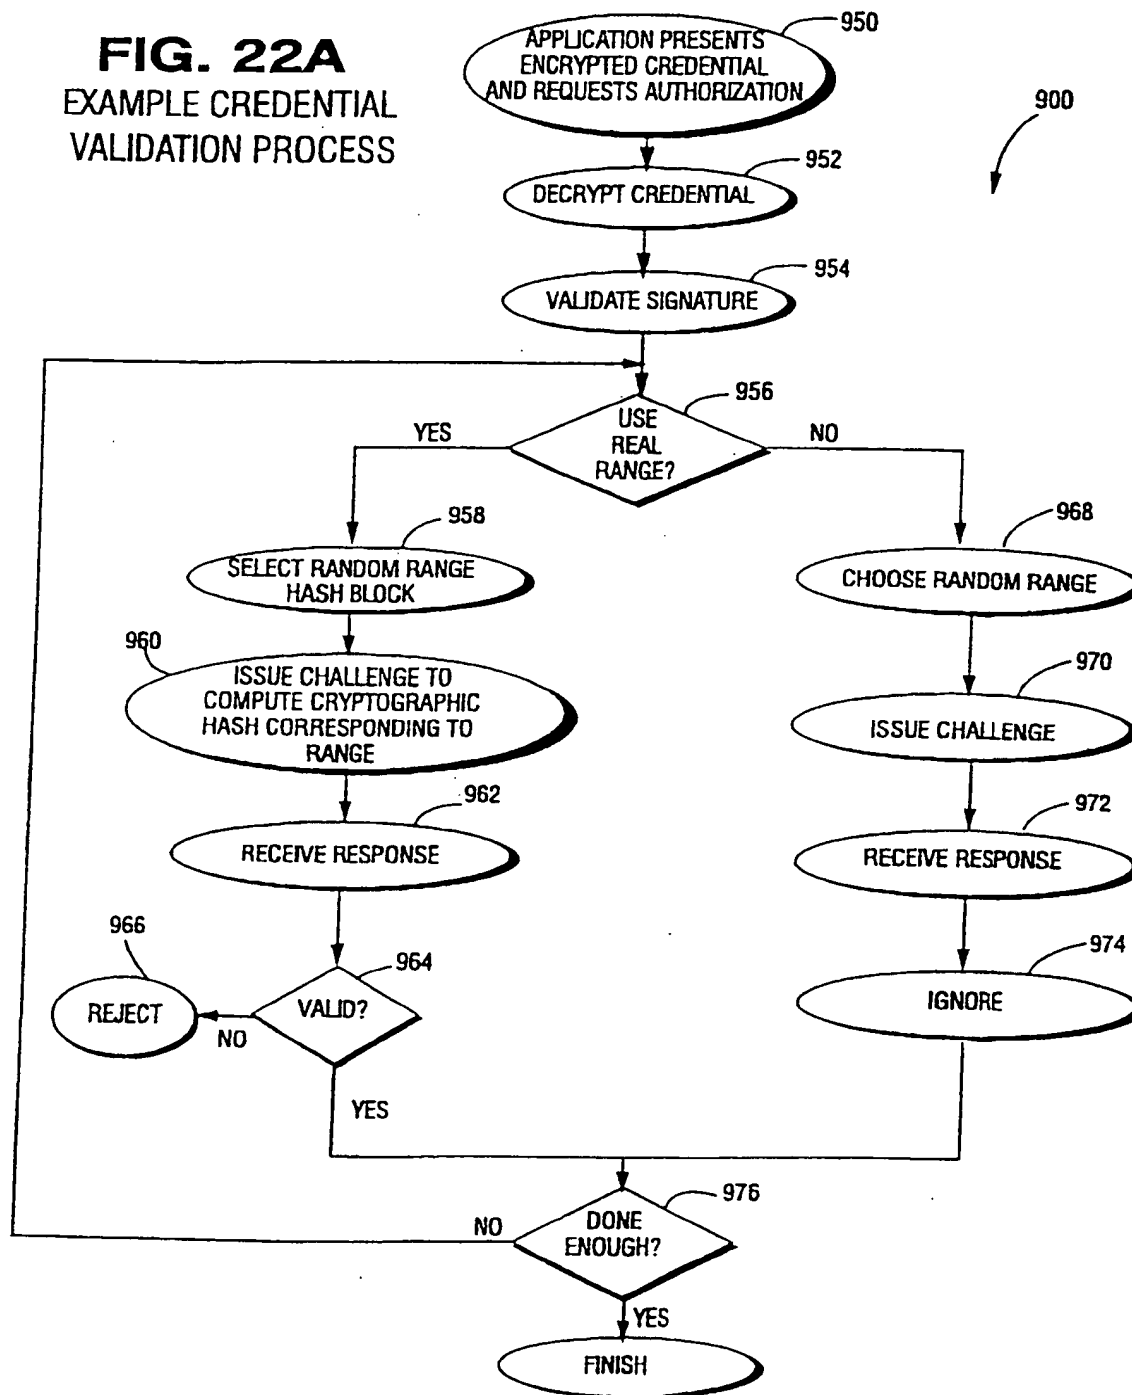 FIG. 22A
EXAMPLE CREDENTIAL
VALIDATION PROCESS
950
APPLICATION PRESENTS
ENCRYPTED CREDENTIAL
AND REQUESTS AUTHORIZATION
900
952
DECRYPT CREDENTIAL
954
VALIDATE SIGNATURE
956
USE
REAL
RANGE?
YES
NO
958
SELECT RANDOM RANGE
HASH BLOCK
968
CHOOSE RANDOM RANGE
960
ISSUE CHALLENGE TO
COMPUTE CRYPTOGRAPHIC
HASH CORRESPONDING TO
RANGE
970
ISSUE CHALLENGE
962
RECEIVE RESPONSE
972
RECEIVE RESPONSE
966
REJECT
NO
964
VALID?
YES
974
IGNORE
976
DONE
ENOUGH?
NO
YES
FINISH